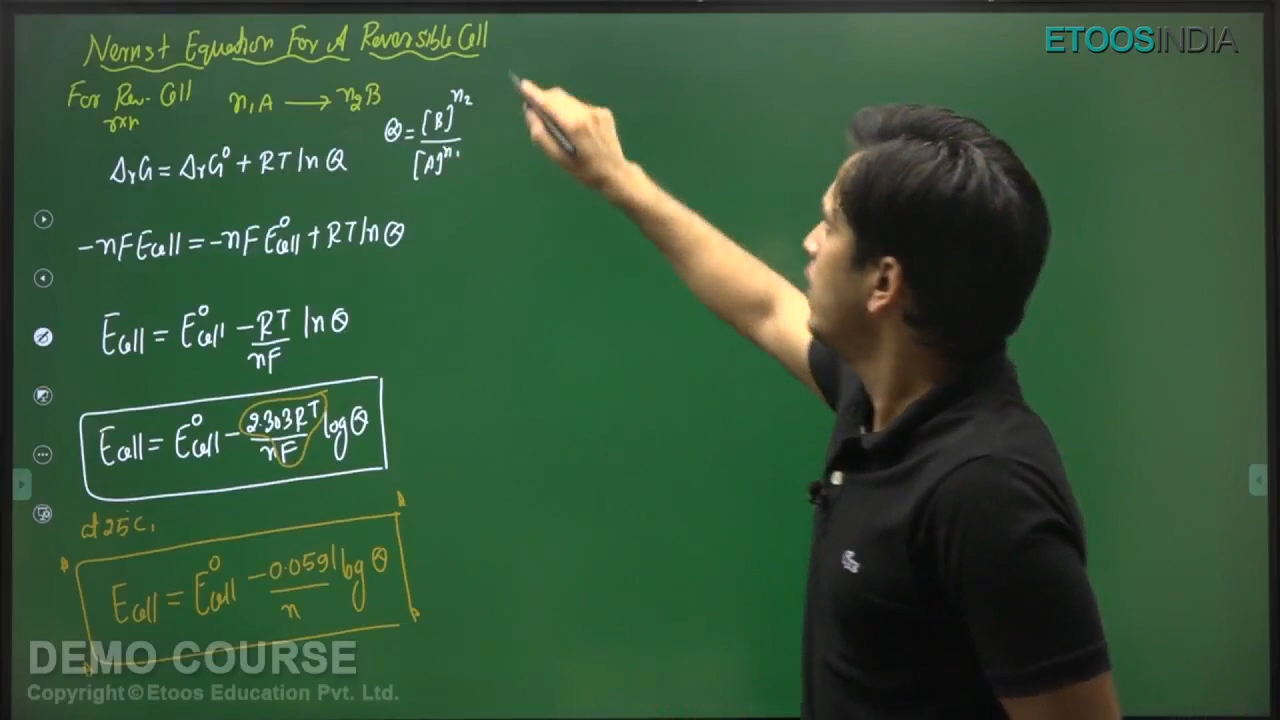 ETOOSINDIA
Nernst Equation For A Reversible Cell
For Rev. Cell
rxn
n₁A ⟶ n₂B
Q = [B]^n₂ / [A]^n₁
ΔrG = ΔrG° + RT ln Q
-nFEcell = -nFE°cell + RT ln Q
Ecell = E°cell - RT/nF ln Q
Ecell = E°cell - 2.303RT/nF log Q
at 25°C,
Ecell = E°cell - 0.0591/n log Q
DEMO COURSE
Copyright © Etoos Education Pvt. Ltd.